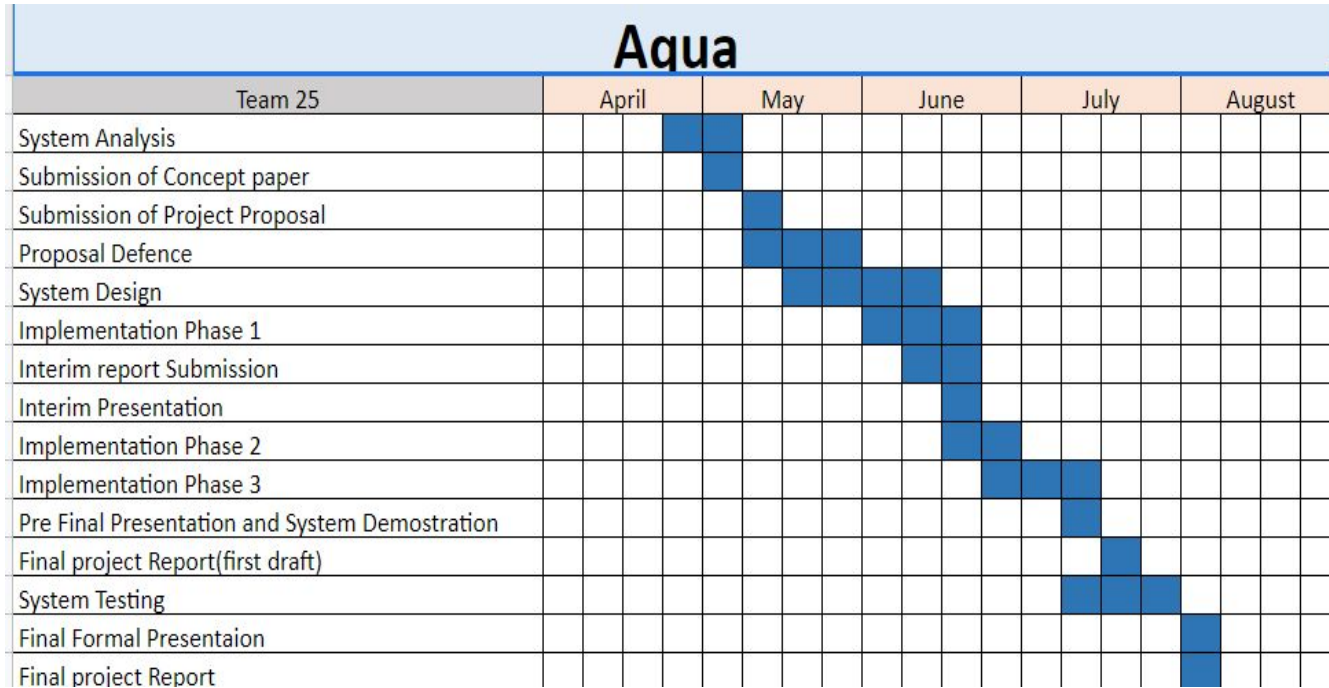 Aqua
Team 25 April May June July August
System Analysis
Submission of Concept paper
Submission of Project Proposal
Proposal Defence
System Design
Implementation Phase 1
Interim report Submission
Interim Presentation
Implementation Phase 2
Implementation Phase 3
Pre Final Presentation and System Demostration
Final project Report(first draft)
System Testing
Final Formal Presentaion
Final project Report